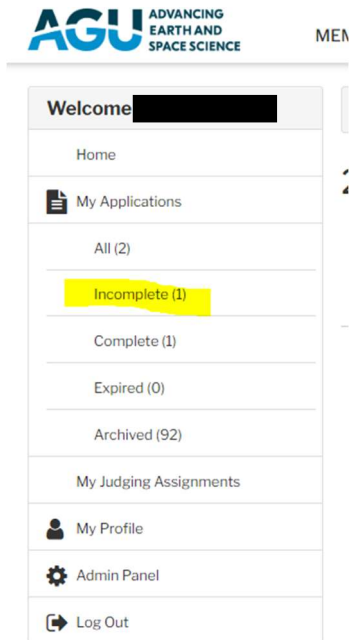 AGU
ADVANCING
EARTH AND
SPACE SCIENCE
Welcome
Home
My Applications
All (2)
Incomplete (1)
Complete (1)
Expired (0)
Archived (92)
My Judging Assignments
My Profile
Admin Panel
Log Out